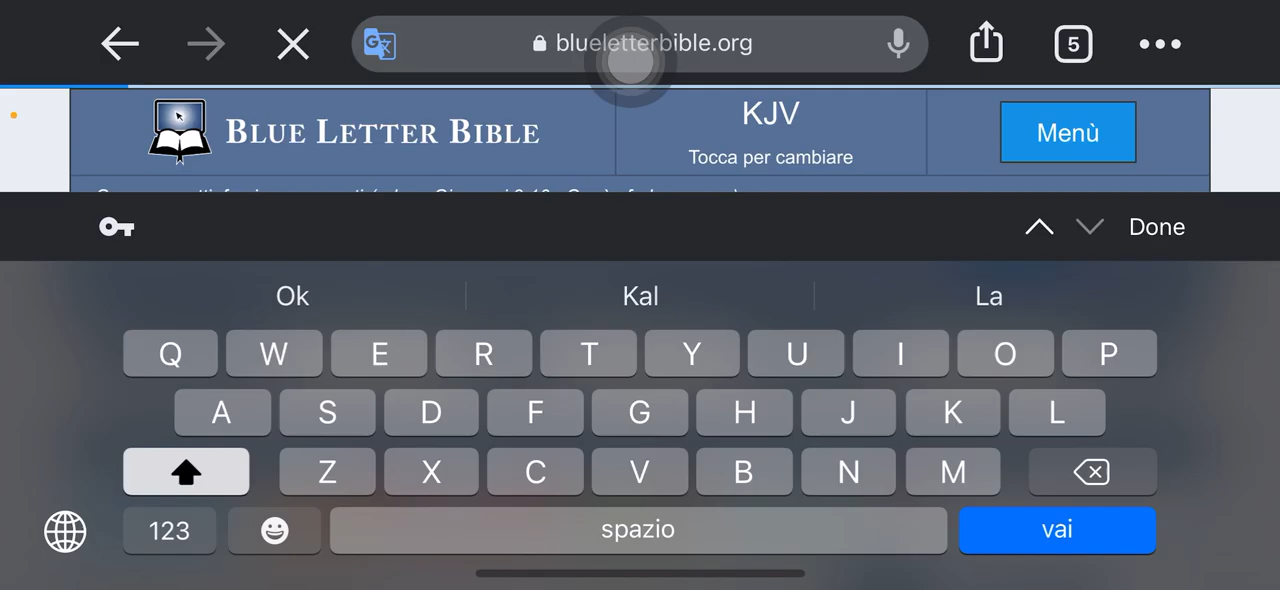 blueletterbible.org
5
BLUE LETTER BIBLE
KJV
Tocca per cambiare
Menù
Done
Ok
Kal
La
Q W E R T Y U I O P
A S D F G H J K L
Z X C V B N M
123
spazio
vai